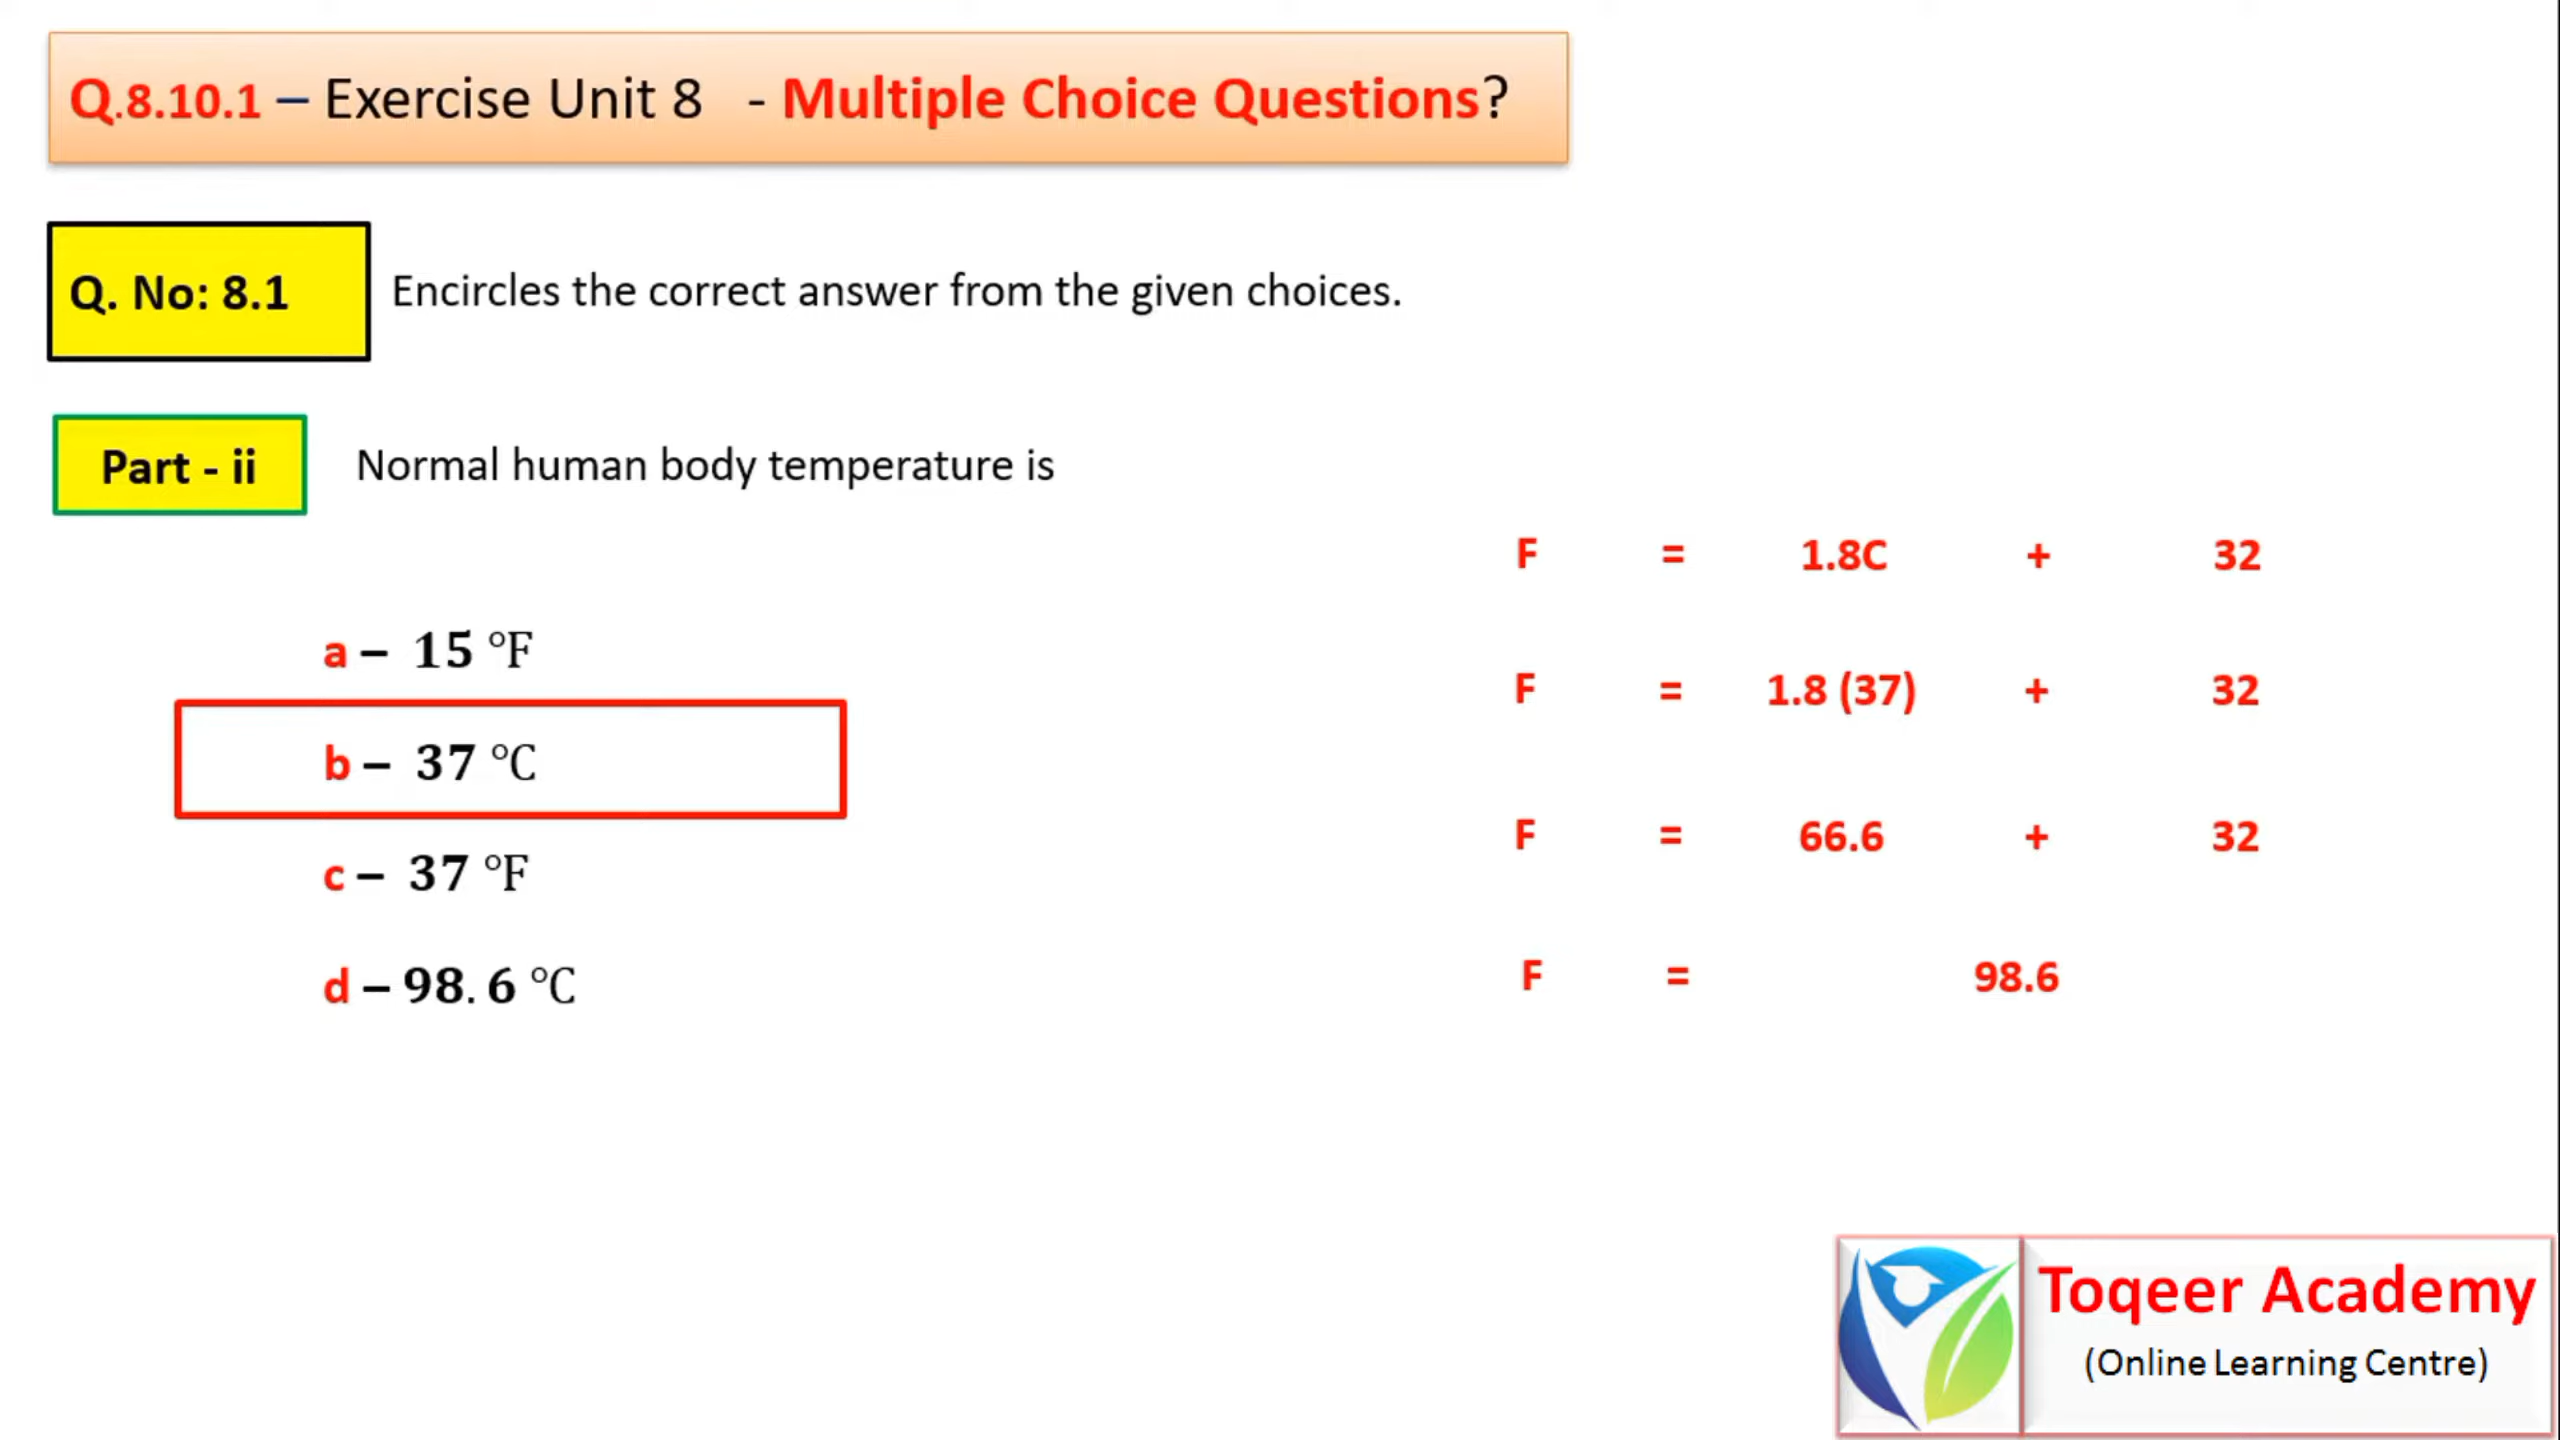 Q.8.10.1 – Exercise Unit 8 - Multiple Choice Questions?
Q. No: 8.1 Encircles the correct answer from the given choices.
Part - ii Normal human body temperature is
a – 15 °F
b – 37 °C
c – 37 °F
d – 98.6 °C
F = 1.8C + 32
F = 1.8 (37) + 32
F = 66.6 + 32
F = 98.6
Toqeer Academy
(Online Learning Centre)